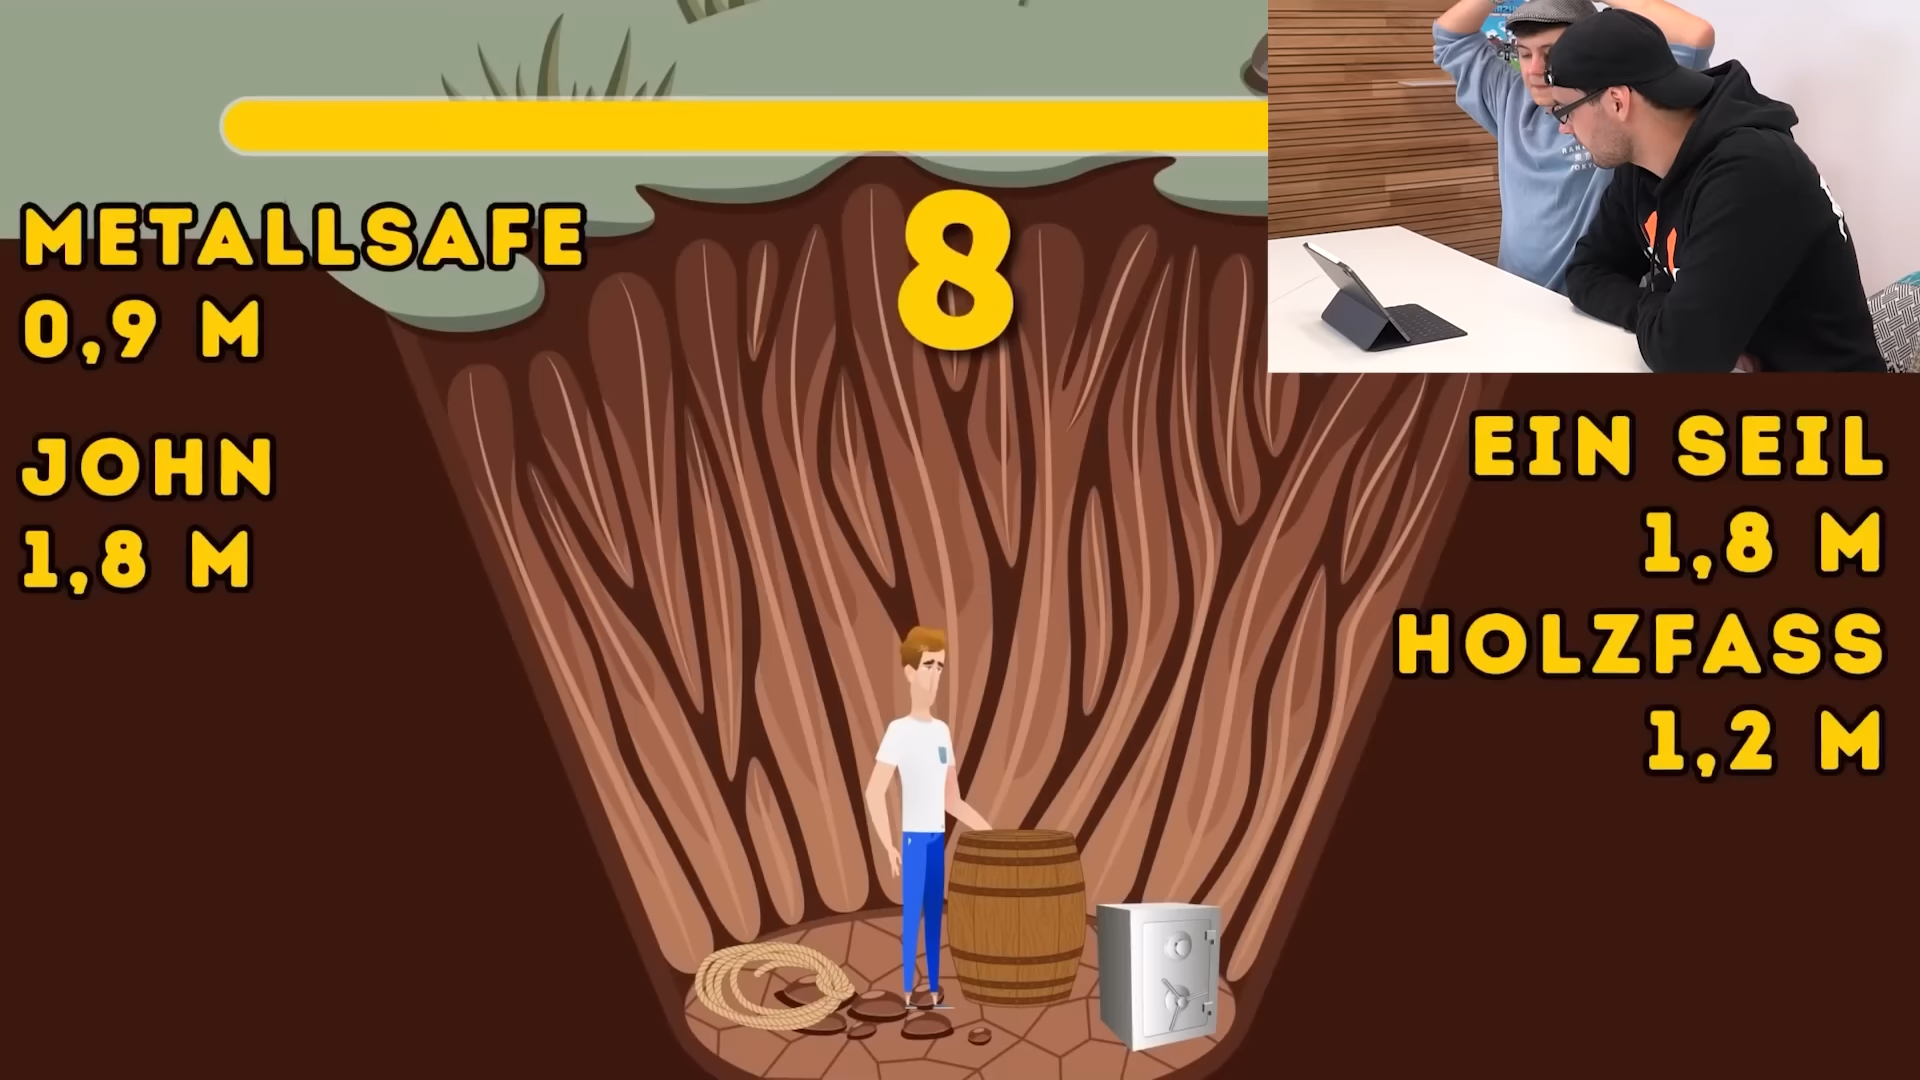 METALLSAFE
0,9 M
JOHN
1,8 M
8
EIN SEIL
1,8 M
HOLZFASS
1,2 M